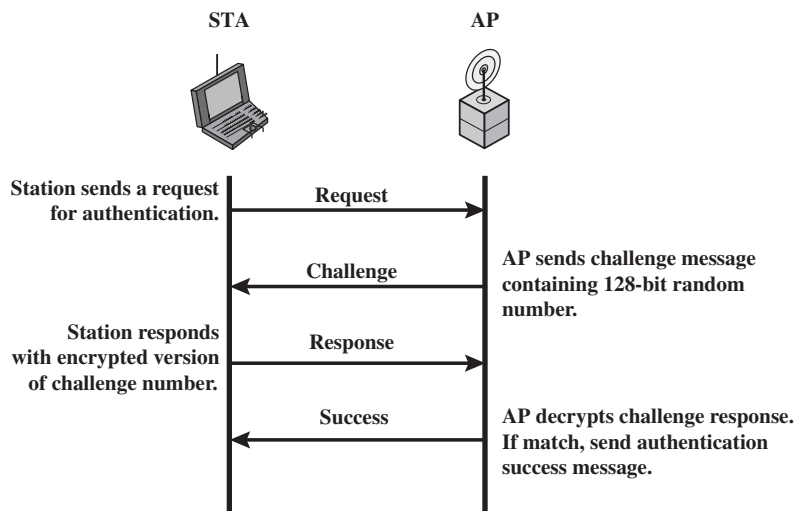 STA
AP
Station sends a request
for authentication.
Request
Challenge
AP sends challenge message
containing 128-bit random
number.
Station responds
with encrypted version
of challenge number.
Response
Success
AP decrypts challenge response.
If match, send authentication
success message.